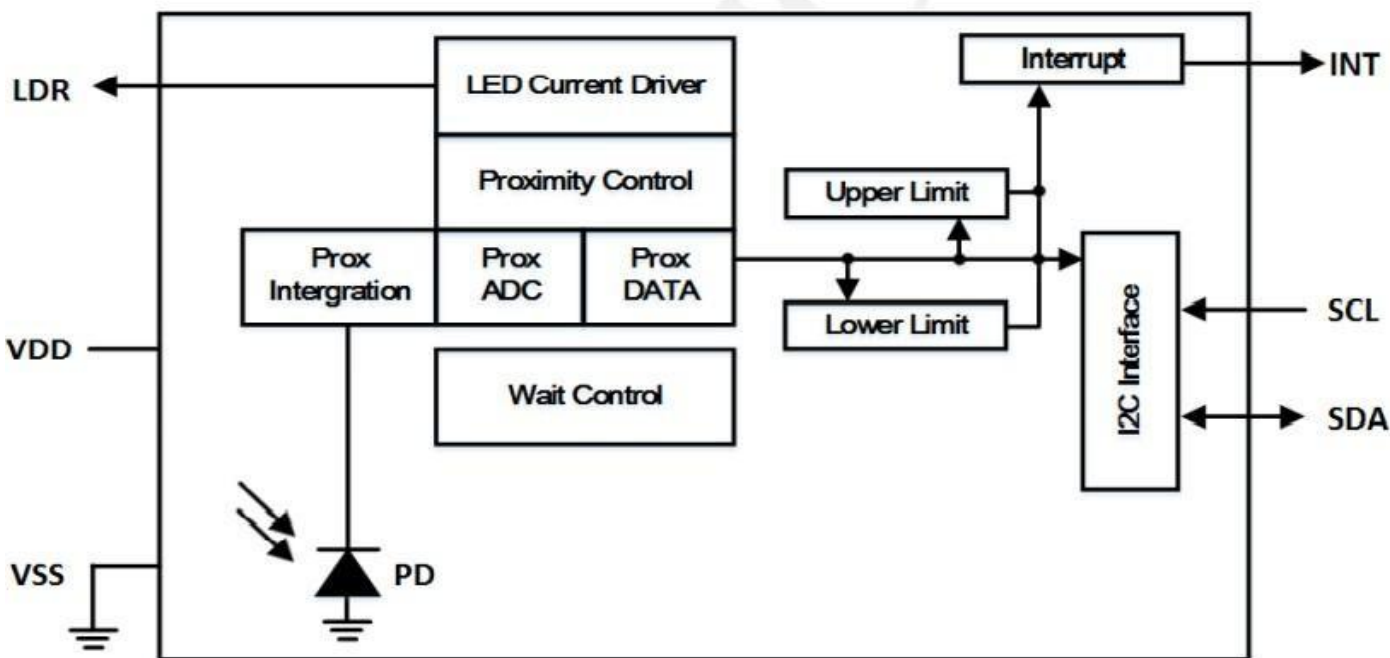 LED Current Driver
Interrupt
INT
LDR
Proximity Control
Upper Limit
Prox
Intergration
Prox
ADC
Prox
DATA
Lower Limit
SCL
VDD
Wait Control
I2C Interface
SDA
VSS
PD